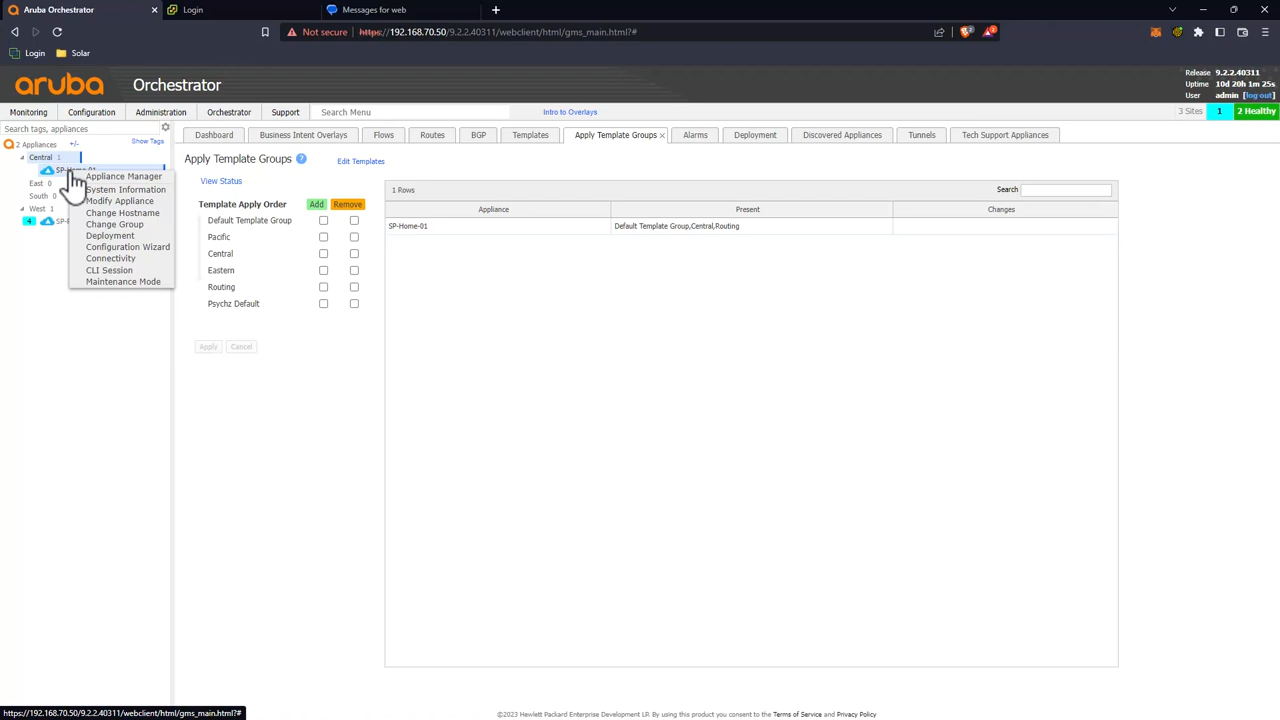 Aruba Orchestrator
Login
Messages for web
Not secure https://192.168.70.50/9.2.2.40311/webclient/html/gms_main.html?#
Login Solar
aruba Orchestrator
Release 9.2.2.40311
Uptime 10d 20h 1m 25s
User admin [log out]
Monitoring Configuration Administration Orchestrator Support Search Menu Intro to Overlays 3 Sites 1 2 Healthy
Search tags, appliances
2 Appliances +/- Show Tags
Central 1
SP-Home-01
East 0
South 0
West 1
4 SP-
Appliance Manager
System Information
Modify Appliance
Change Hostname
Change Group
Deployment
Configuration Wizard
Connectivity
CLI Session
Maintenance Mode
Dashboard Business Intent Overlays Flows Routes BGP Templates Apply Template Groups Alarms Deployment Discovered Appliances Tunnels Tech Support Appliances
Apply Template Groups ? Edit Templates
View Status
Template Apply Order Add Remove
Default Template Group
Pacific
Central
Eastern
Routing
Psychz Default
Apply Cancel
1 Rows Search
Appliance Present Changes
SP-Home-01 Default Template Group,Central,Routing
https://192.168.70.50/9.2.2.40311/webclient/html/gms_main.html?#
©2023 Hewlett Packard Enterprise Development LP. By using this product you consent to the Terms of Service and Privacy Policy